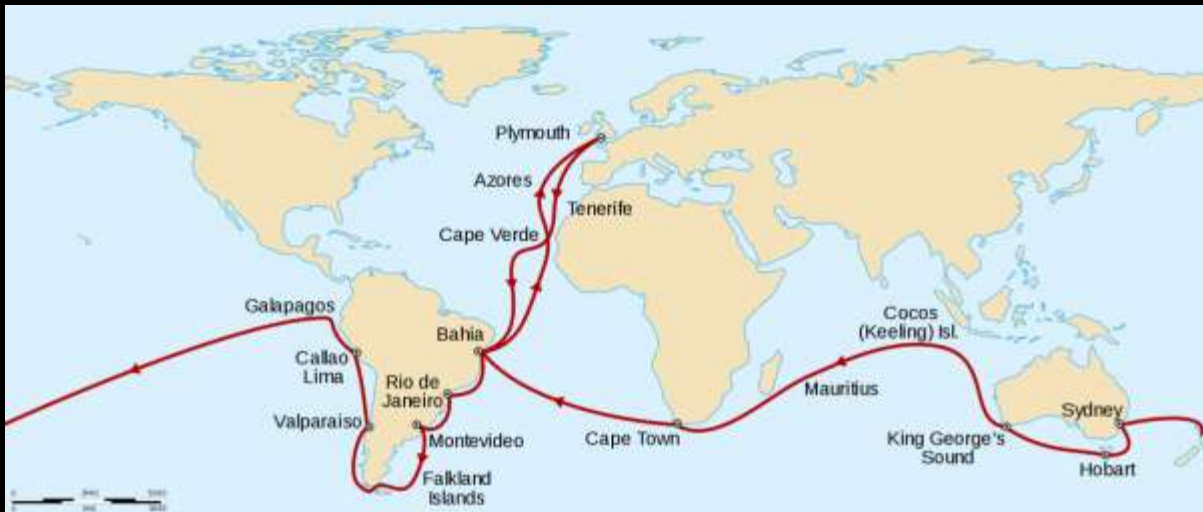 Plymouth
Azores
Tenerife
Cape Verde
Galapagos
Bahia
Cocos
(Keeling) Isl.
Callao
Lima
Rio de
Janeiro
Mauritius
Sydney
Valparaiso
Montevideo
Cape Town
King George's
Sound
Hobart
Falkland
Islands